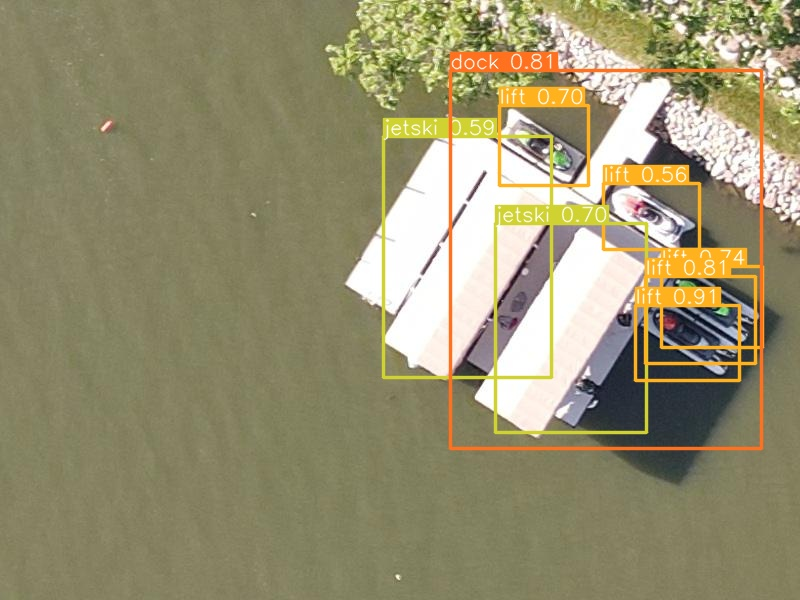 dock 0.81
lift 0.70
jetski 0.59
lift 0.56
jetski 0.70
lift 0.74
lift 0.81
lift 0.91